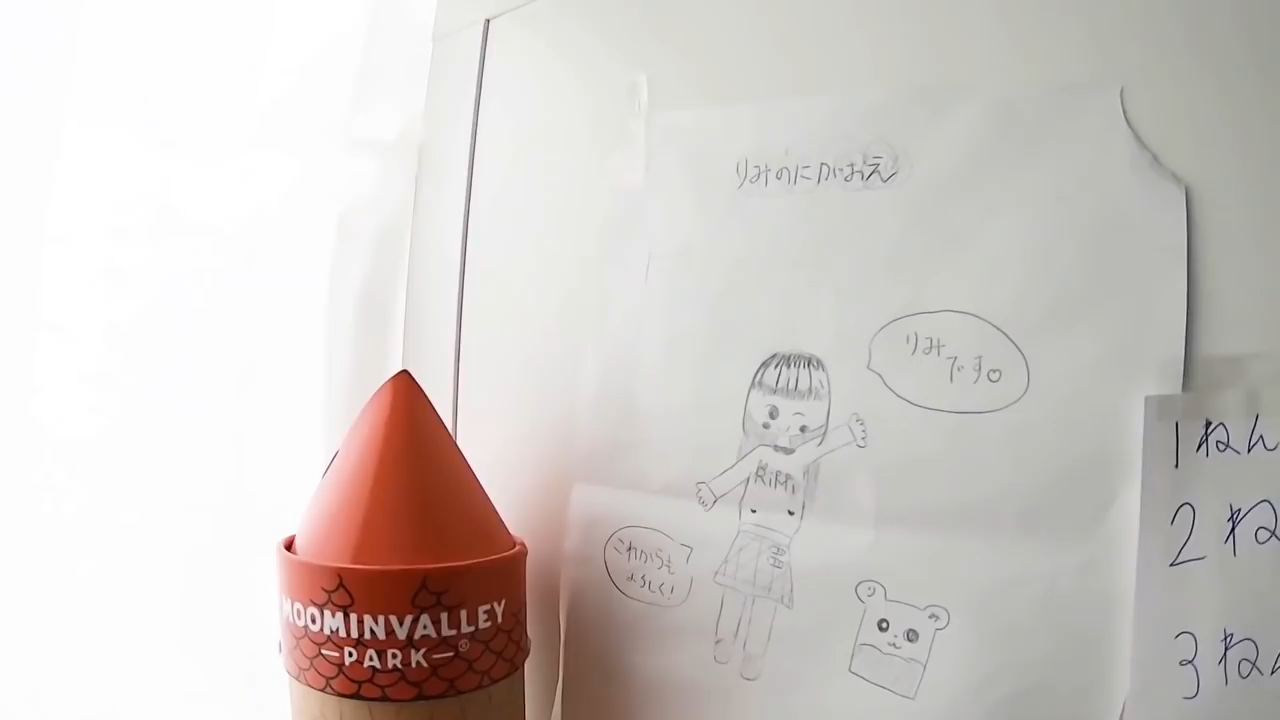 りみのにがおえ
りみ
です。
RiMi
これからも
よろしく!
MOOMINVALLEY
—PARK—®
1ねん
2ね
3ねん